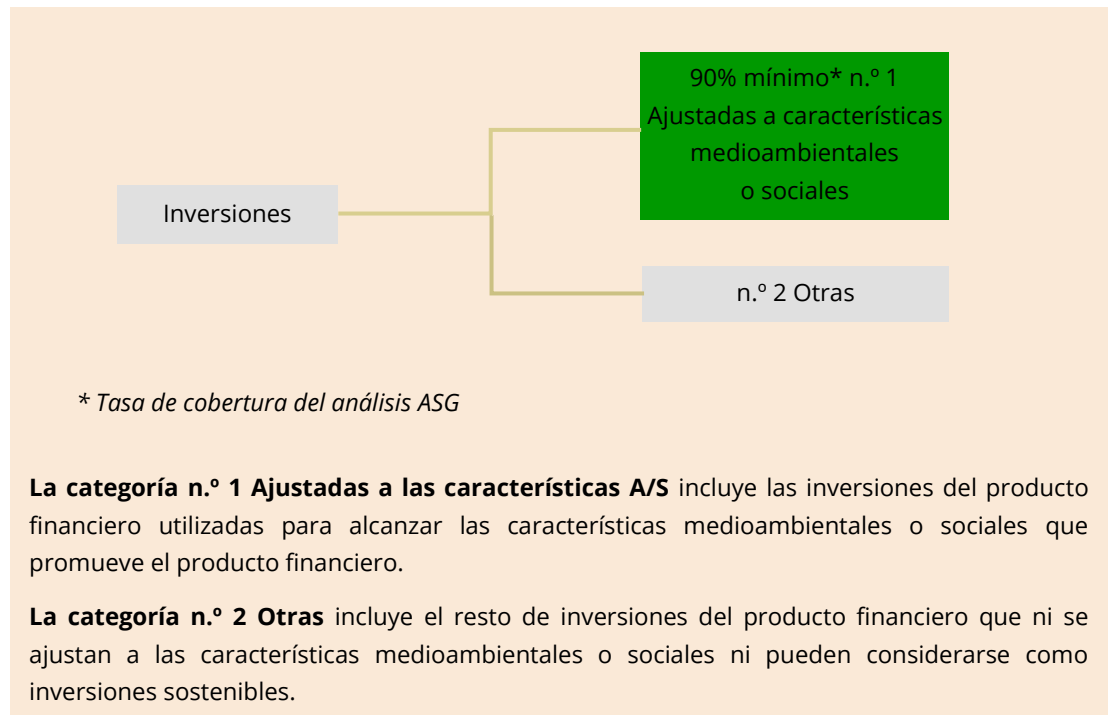 90% mínimo* n.º 1
Ajustadas a características
medioambientales
o sociales
Inversiones
n.º 2 Otras
* Tasa de cobertura del análisis ASG
La categoría n.º 1 Ajustadas a las características A/S incluye las inversiones del producto
financiero utilizadas para alcanzar las características medioambientales o sociales que
promueve el producto financiero.
La categoría n.º 2 Otras incluye el resto de inversiones del producto financiero que ni se
ajustan a las características medioambientales o sociales ni pueden considerarse como
inversiones sostenibles.